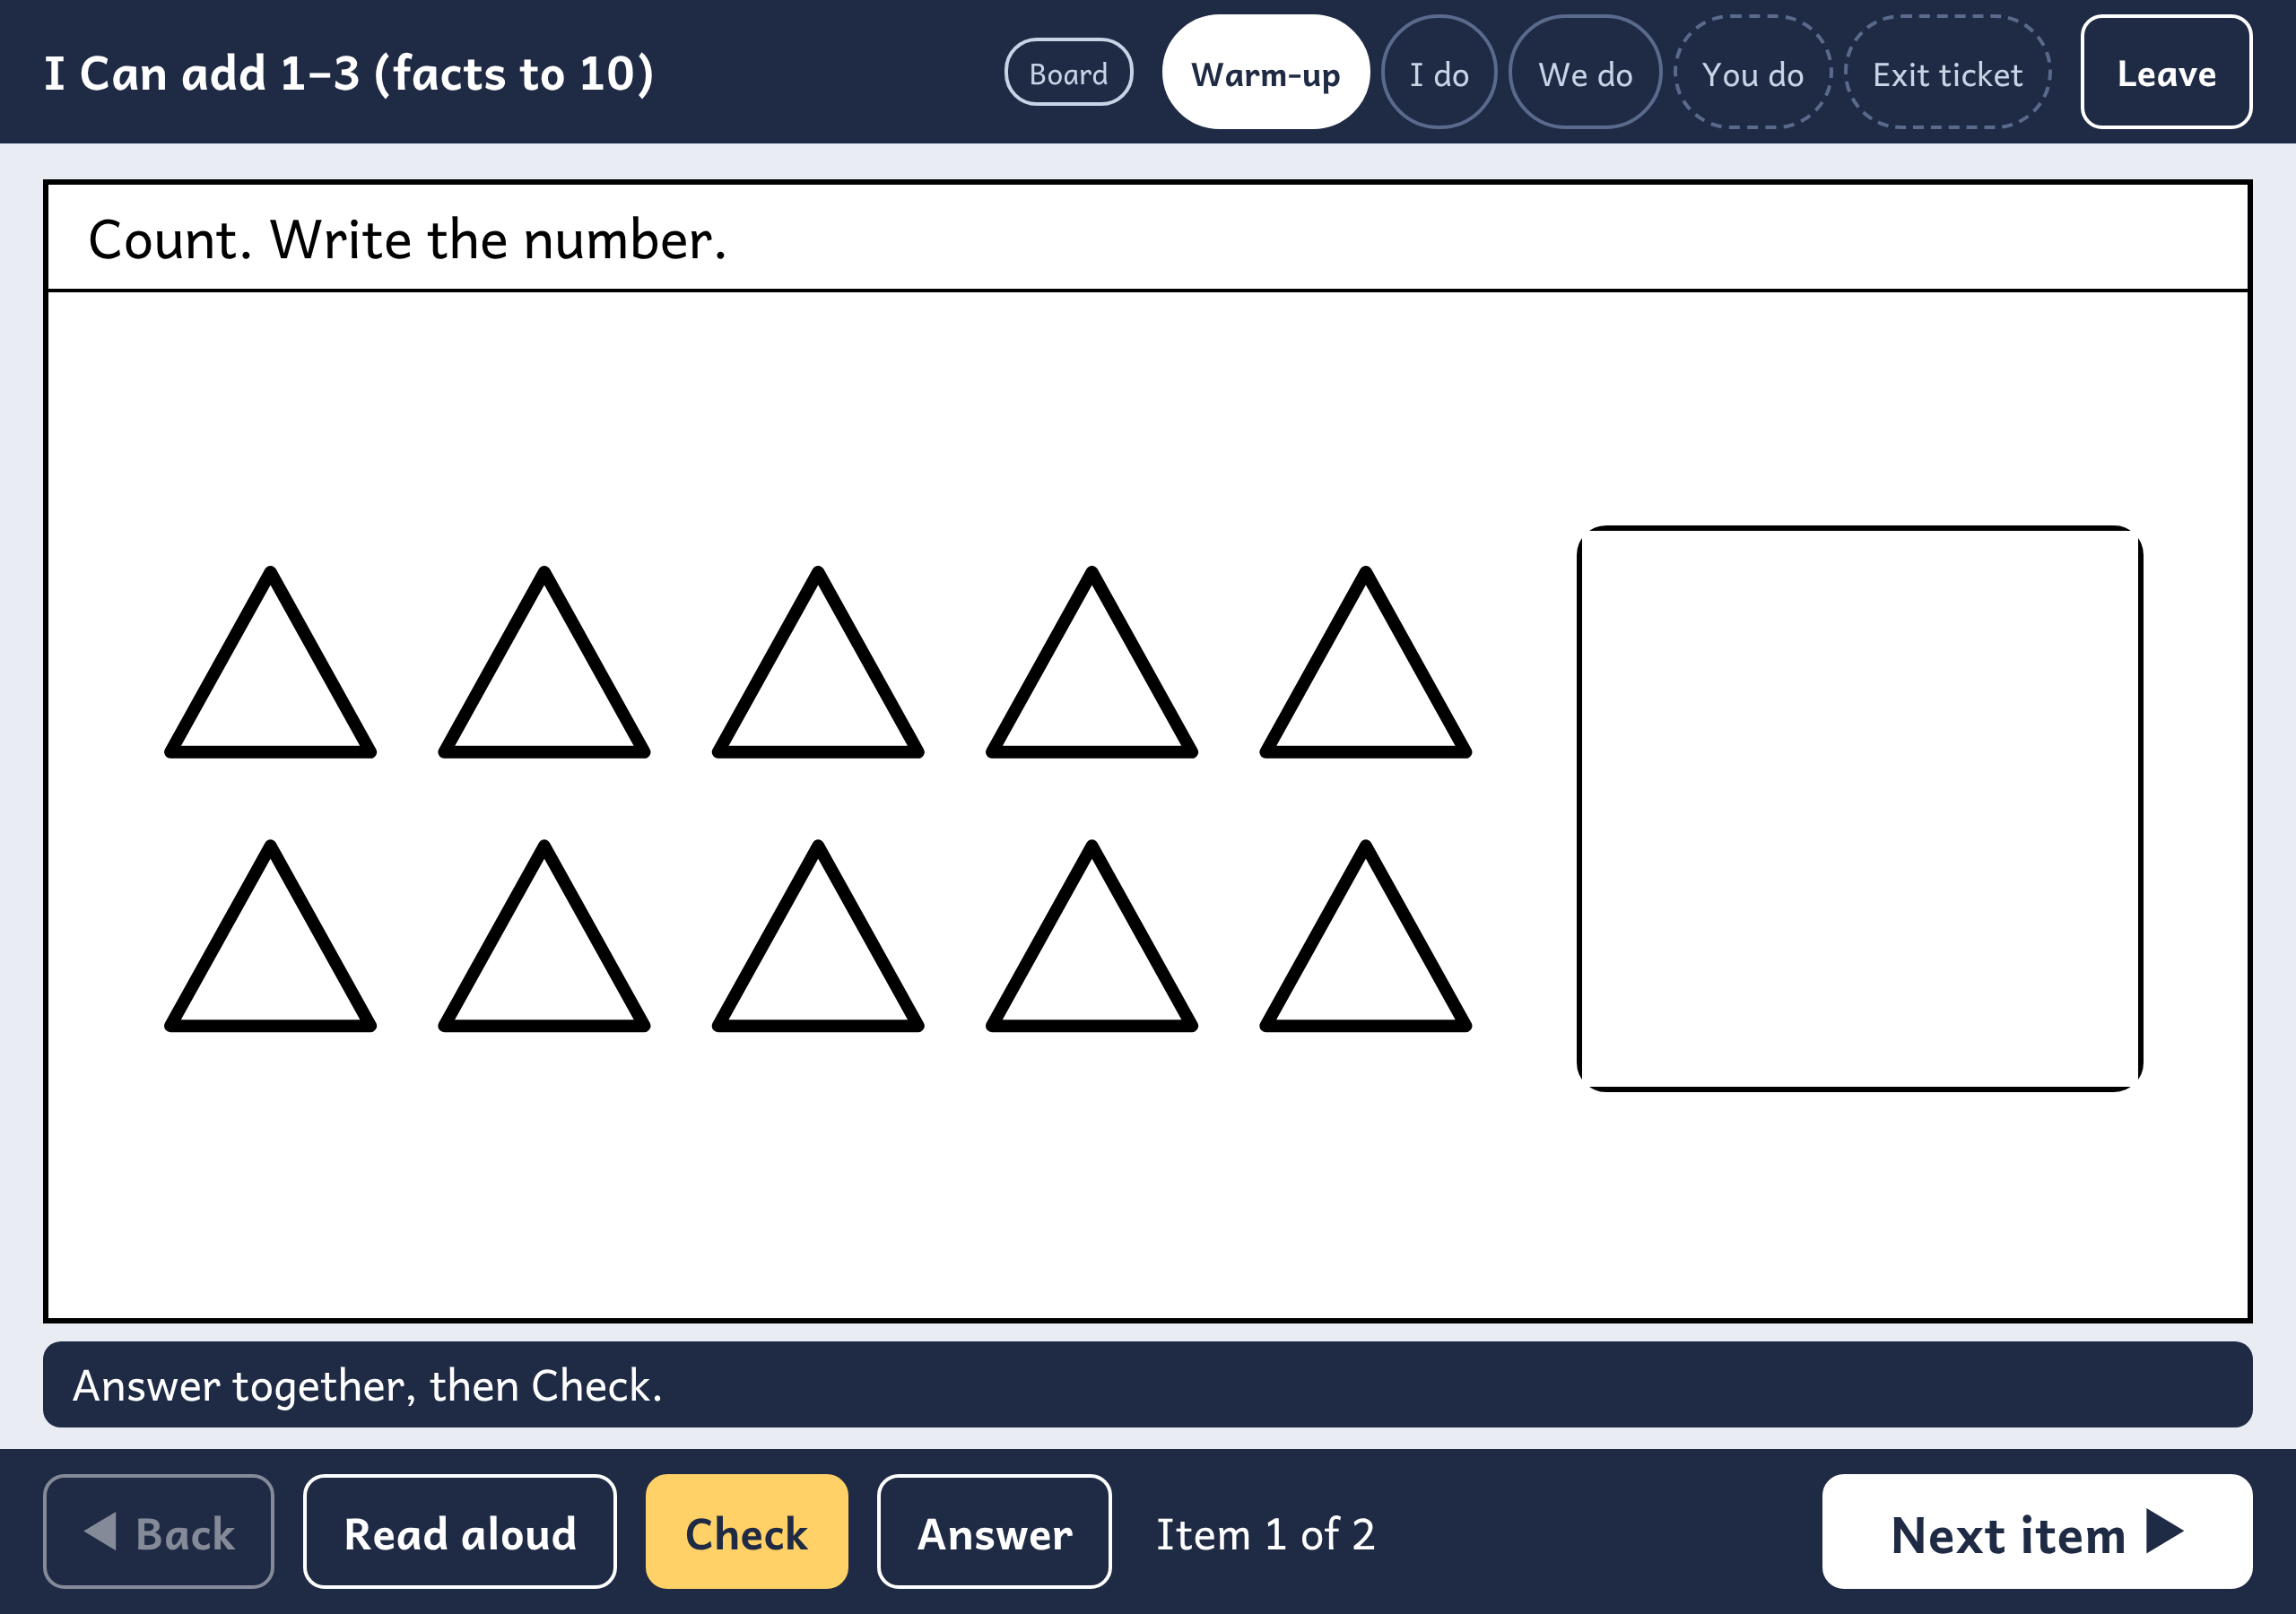 I Can add 1–3 (facts to 10)
Board
Warm-up
I do
We do
You do
Exit ticket
Leave
Count. Write the number.
Answer together, then Check.
Back
Read aloud
Check
Answer
Item 1 of 2
Next item